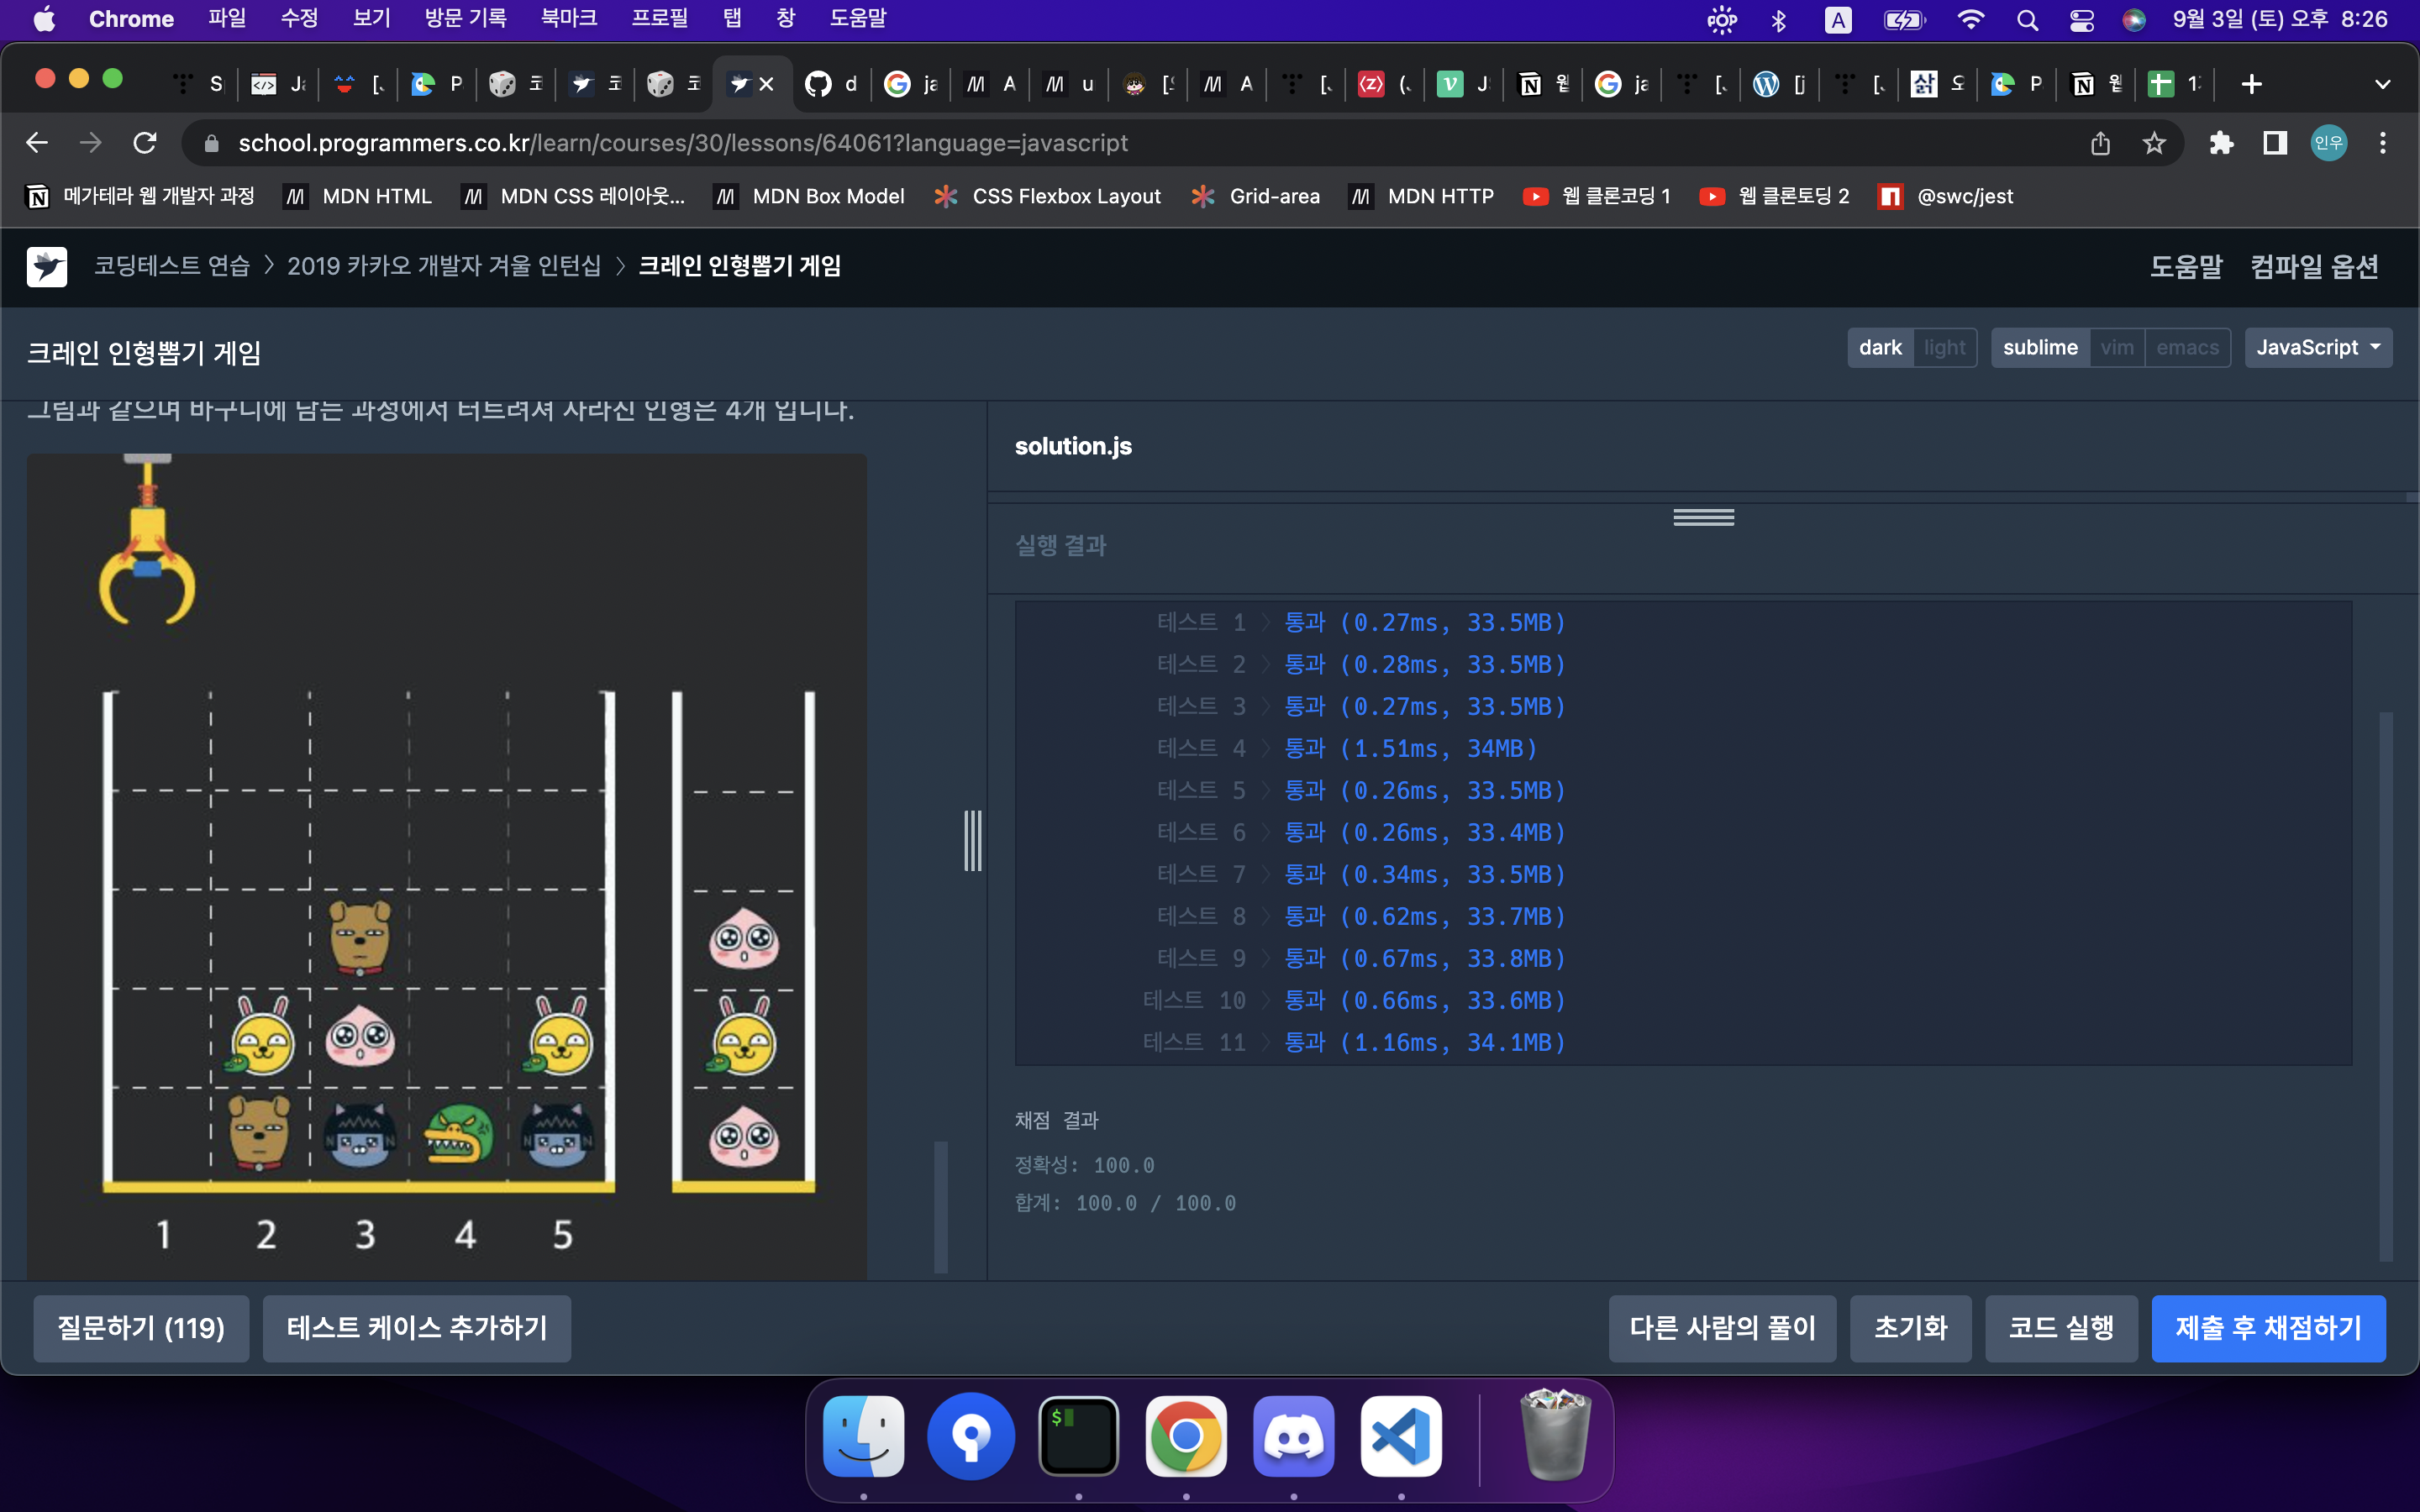 Chrome 파일 수정 보기 방문 기록 북마크 프로필 탭 창 도움말 A 9월 3일 (토) 오후 8:26
school.programmers.co.kr/learn/courses/30/lessons/64061?language=javascript 인우
메가테라 웹 개발자 과정 MDN HTML MDN CSS 레이아웃... MDN Box Model CSS Flexbox Layout Grid-area MDN HTTP 웹 클론코딩 1 웹 클론토딩 2 @swc/jest
코딩테스트 연습 > 2019 카카오 개발자 겨울 인턴십 > 크레인 인형뽑기 게임 도움말 컴파일 옵션
크레인 인형뽑기 게임 dark light sublime vim emacs JavaScript
그림과 같으며 바구니에 담는 과정에서 터트려져 사라진 인형은 4개 입니다.
solution.js
실행 결과
테스트 1 > 통과 (0.27ms, 33.5MB)
테스트 2 > 통과 (0.28ms, 33.5MB)
테스트 3 > 통과 (0.27ms, 33.5MB)
테스트 4 > 통과 (1.51ms, 34MB)
테스트 5 > 통과 (0.26ms, 33.5MB)
테스트 6 > 통과 (0.26ms, 33.4MB)
테스트 7 > 통과 (0.34ms, 33.5MB)
테스트 8 > 통과 (0.62ms, 33.7MB)
테스트 9 > 통과 (0.67ms, 33.8MB)
테스트 10 > 통과 (0.66ms, 33.6MB)
테스트 11 > 통과 (1.16ms, 34.1MB)
채점 결과
정확성: 100.0
합계: 100.0 / 100.0
1 2 3 4 5
질문하기 (119) 테스트 케이스 추가하기 다른 사람의 풀이 초기화 코드 실행 제출 후 채점하기